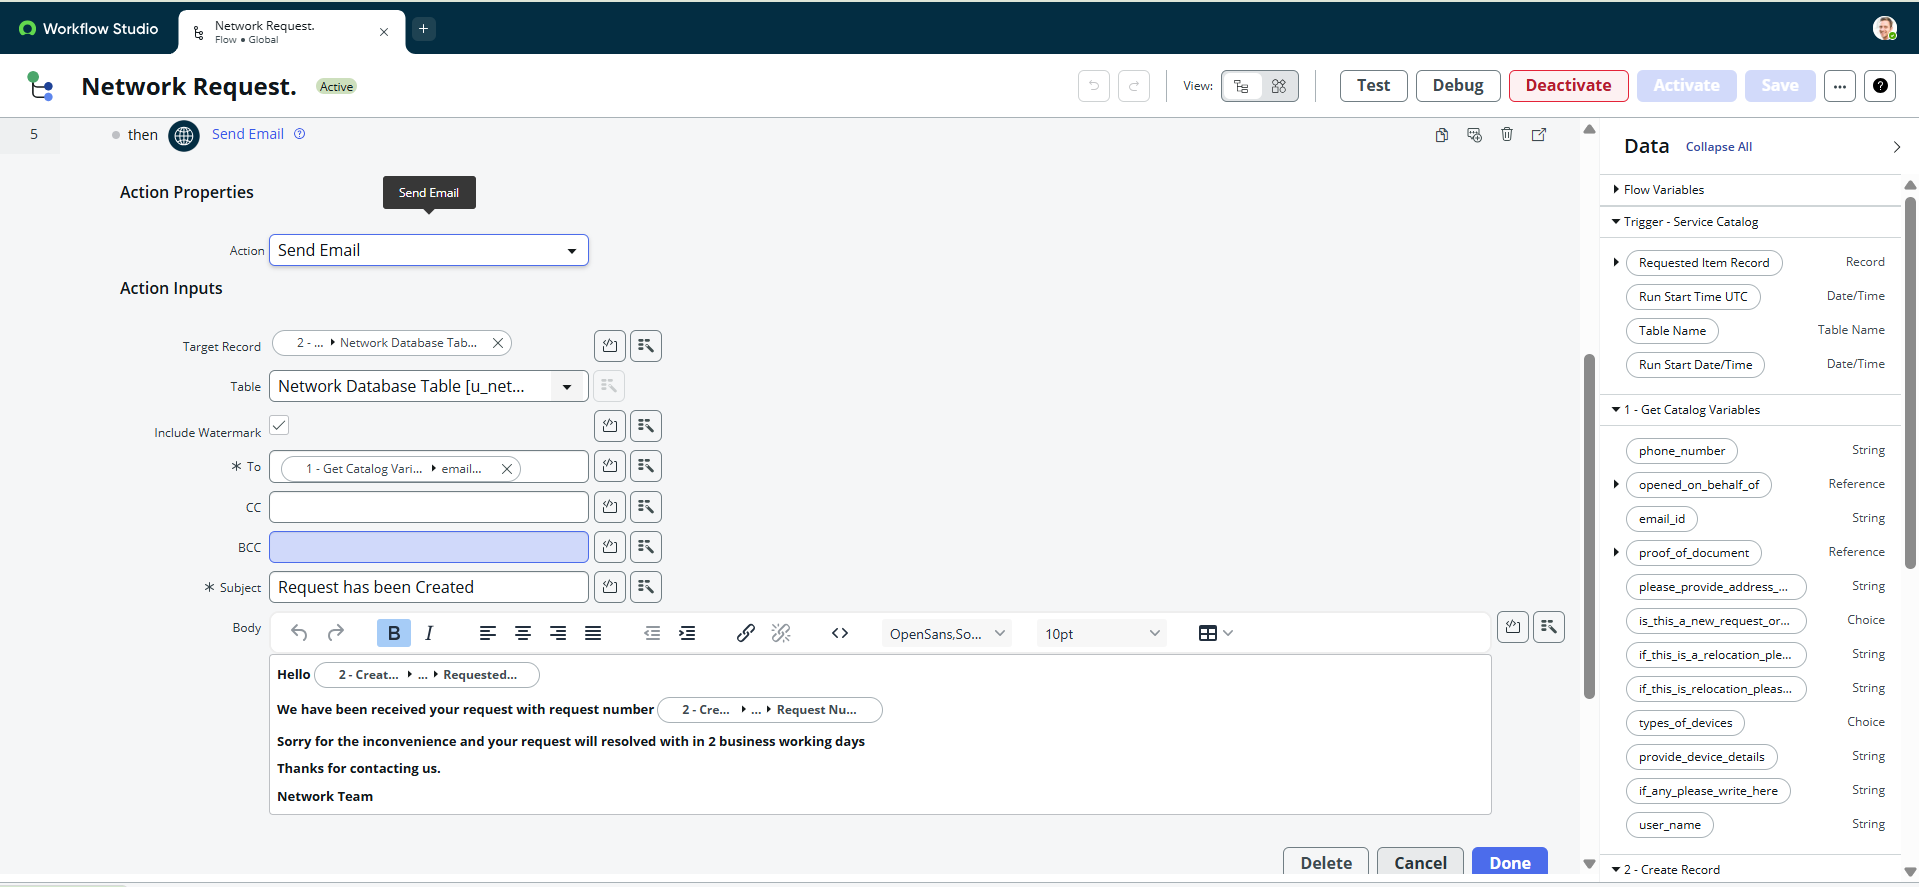 Workflow Studio
Network Request.
Flow • Global
Network Request.
Active
View:
Test
Debug
Deactivate
Activate
Save
5
then
Send Email
Action Properties
Send Email
Action
Send Email
Action Inputs
Target Record
2 - ... Network Database Tab...
Table
Network Database Table [u_net...
Include Watermark
* To
1 - Get Catalog Vari... email...
CC
BCC
* Subject
Request has been Created
Body
B I
OpenSans,So...
10pt
Hello 2 - Creat... ... Requested...
We have been received your request with request number 2 - Cre... ... Request Nu...
Sorry for the inconvenience and your request will resolved with in 2 business working days
Thanks for contacting us.
Network Team
Delete
Cancel
Done
Data
Collapse All
Flow Variables
Trigger - Service Catalog
Requested Item Record Record
Run Start Time UTC Date/Time
Table Name Table Name
Run Start Date/Time Date/Time
1 - Get Catalog Variables
phone_number String
opened_on_behalf_of Reference
email_id String
proof_of_document Reference
please_provide_address_... String
is_this_a_new_request_or... Choice
if_this_is_a_relocation_ple... String
if_this_is_relocation_pleas... String
types_of_devices Choice
provide_device_details String
if_any_please_write_here String
user_name String
2 - Create Record